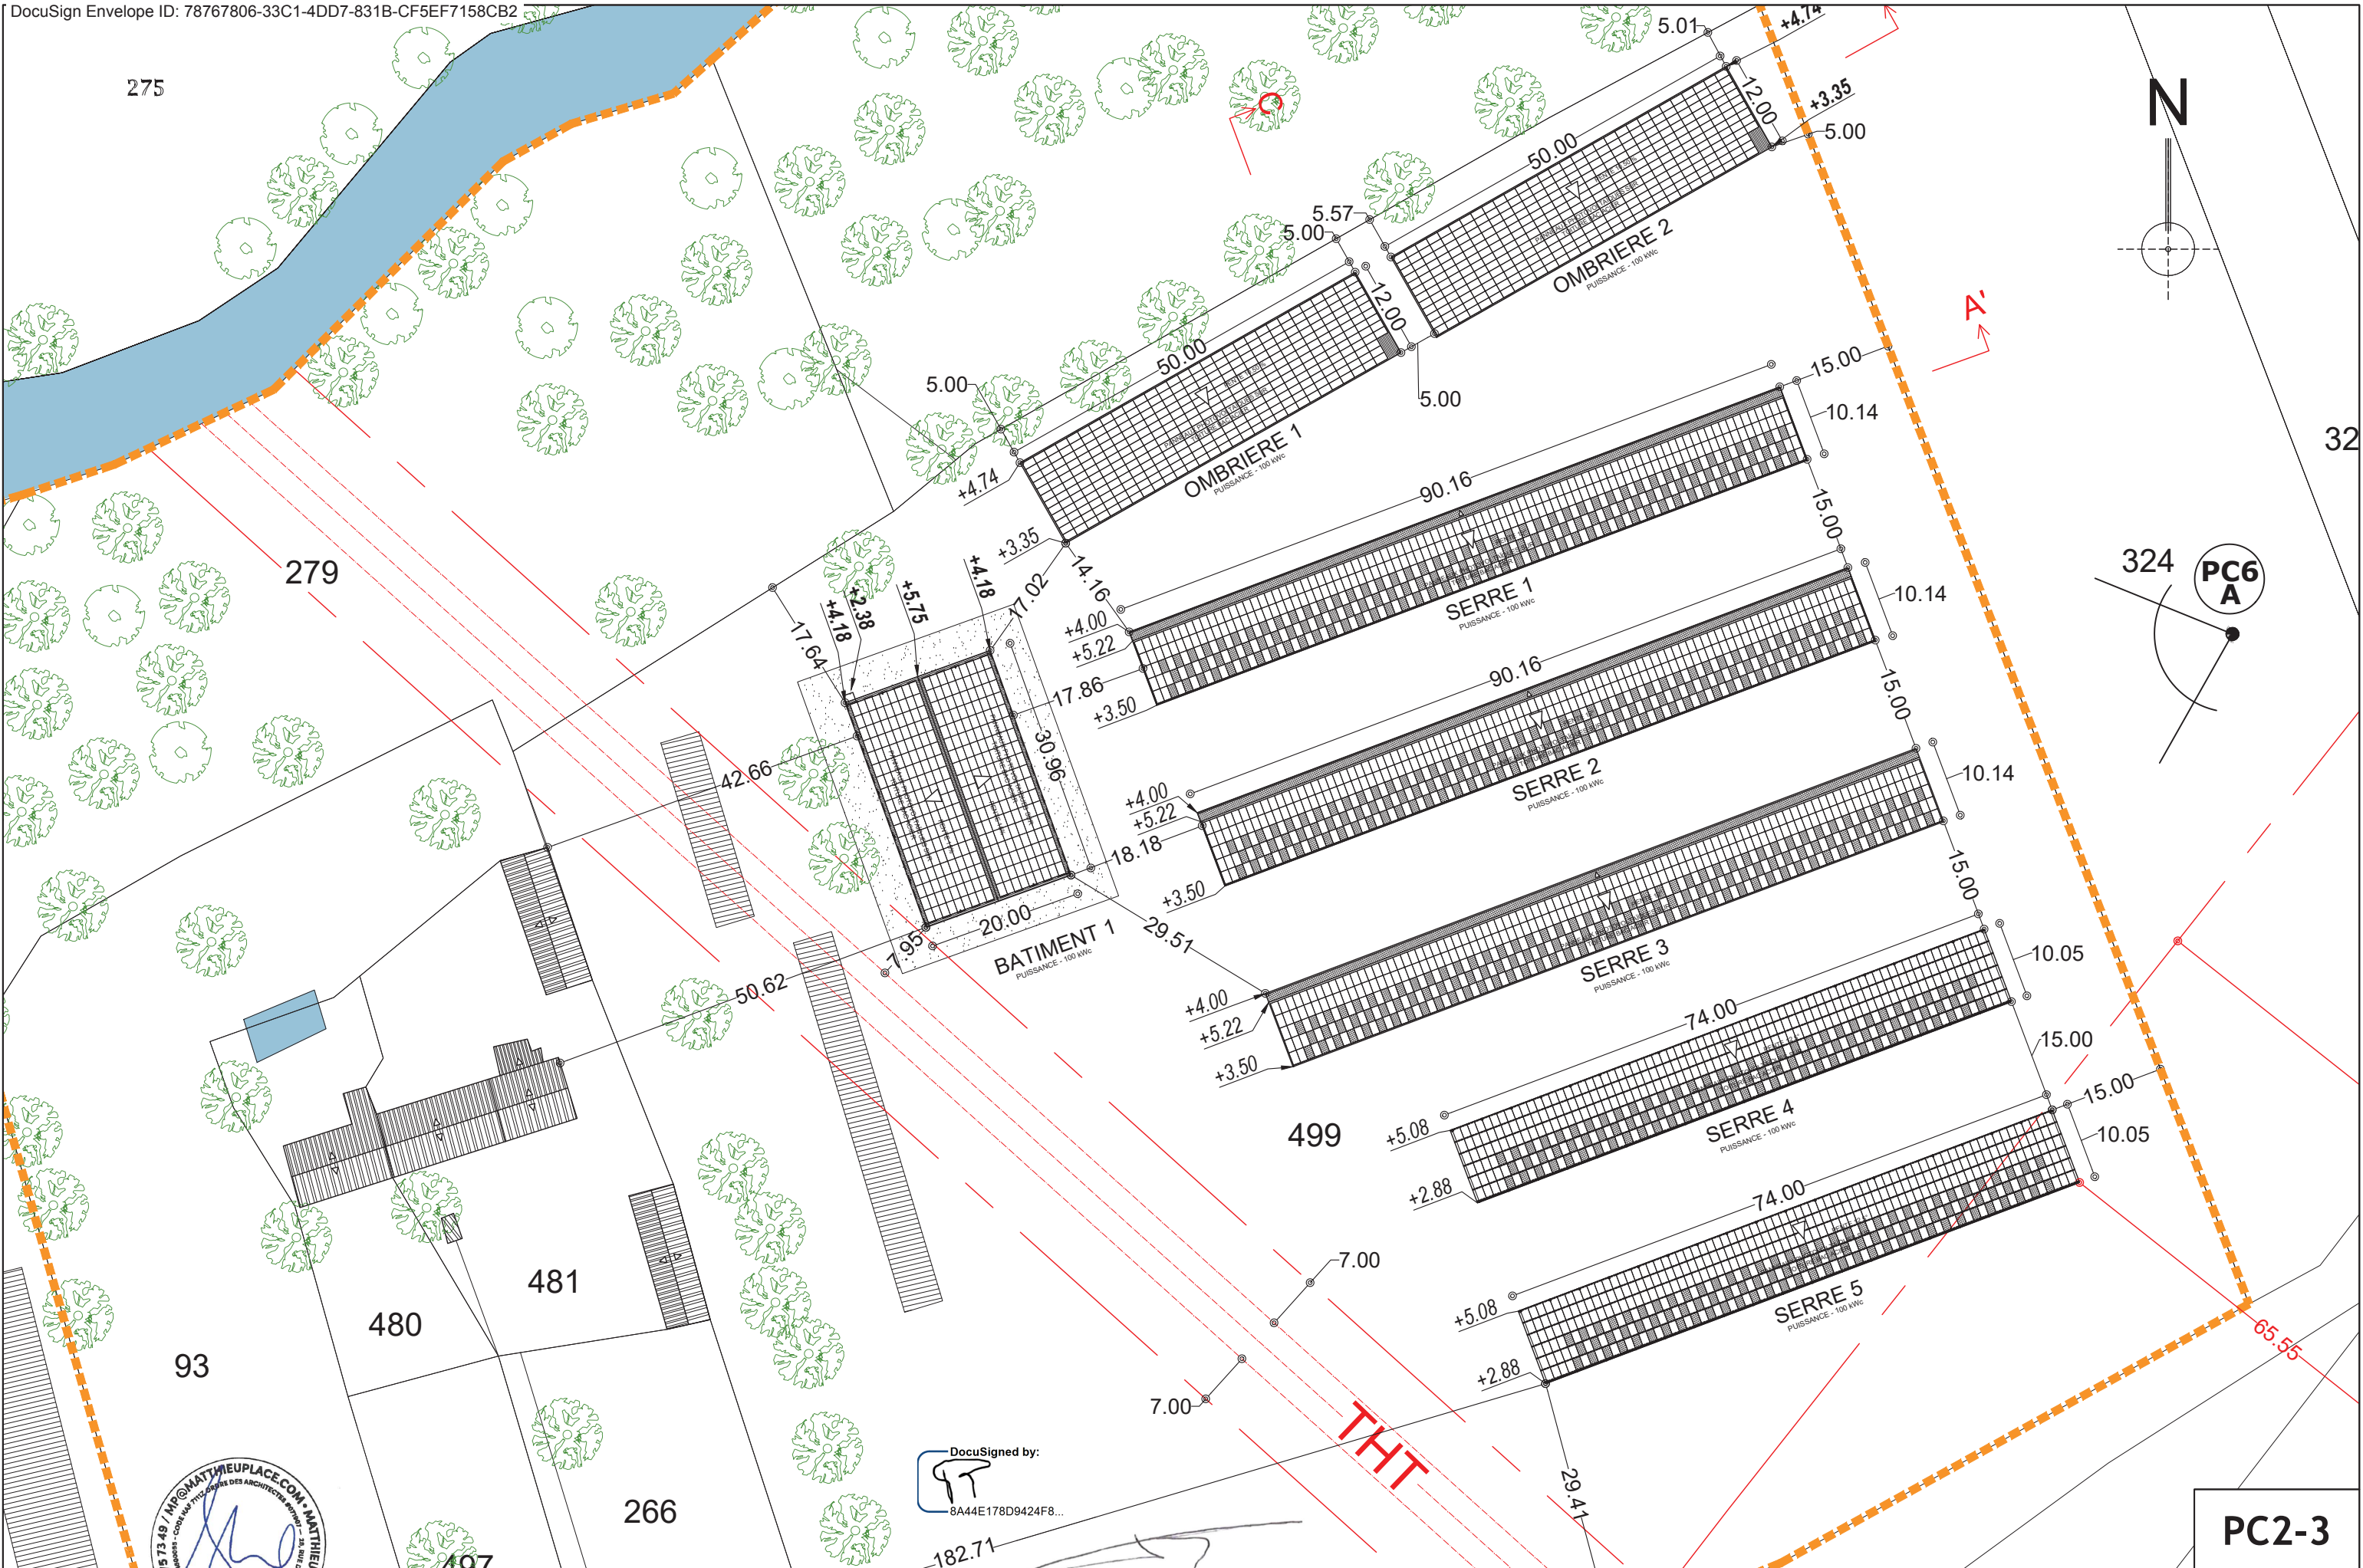 DocuSign Envelope ID: 78767806-33C1-4DD7-831B-CF5EF7158CB2
275
5.01
+4.74
12.00
+3.35
5.00
N
C
50.00
5.57
5.00
OMBRIERE 2
PUISSANCE - 100 kWc
12.00
A'
50.00
5.00
5.00
15.00
10.14
32
OMBRIERE 1
PUISSANCE - 100 kWc
+4.74
90.16
+3.35
15.00
279
14.16
324
PC6
A
+4.18
17.02
+5.75
+2.38
+4.18
17.64
+4.00
+5.22
SERRE 1
PUISSANCE - 100 kWc
10.14
17.86
+3.50
90.16
15.00
30.96
42.66
+4.00
+5.22
SERRE 2
PUISSANCE - 100 kWc
10.14
18.18
+3.50
15.00
20.00
7.95
BATIMENT 1
PUISSANCE - 100 kWc
29.51
50.62
SERRE 3
PUISSANCE - 100 kWc
10.05
+4.00
+5.22
74.00
+3.50
15.00
15.00
499
+5.08
SERRE 4
PUISSANCE - 100 kWc
10.05
+2.88
74.00
7.00
481
+5.08
SERRE 5
PUISSANCE - 100 kWc
480
65.55
93
+2.88
7.00
THT
DocuSigned by:
8A44E178D9424F8...
29.41
266
182.71
497
5 73 49 / MP@MATTHIEUPLACE.COM • MATTHIEU
PC2-3